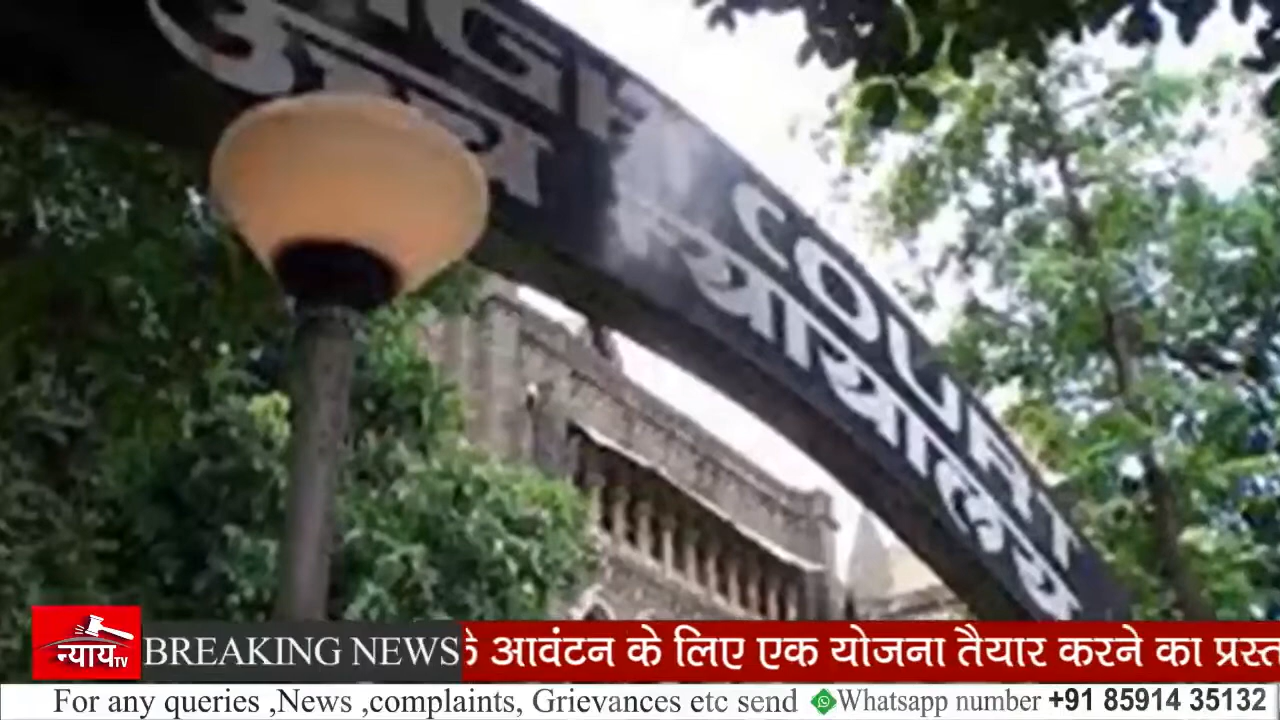 COURT
न्यायालय
न्याय TV
BREAKING NEWS
आवंटन के लिए एक योजना तैयार करने का
For any queries ,News ,complaints, Grievances etc send Whatsapp number +91 85914 35132